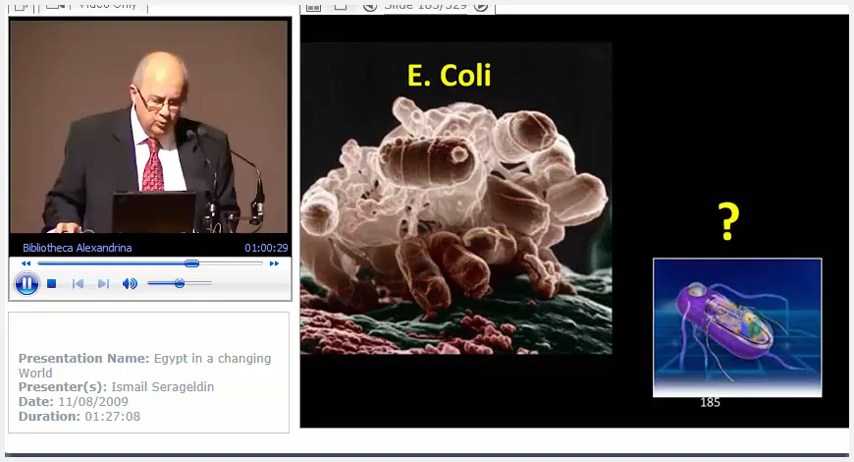 Video Only
Slide 185/329
Bibliotheca Alexandrina
01:00:29
Presentation Name: Egypt in a changing
World
Presenter(s): Ismail Serageldin
Date: 11/08/2009
Duration: 01:27:08
E. Coli
?
185